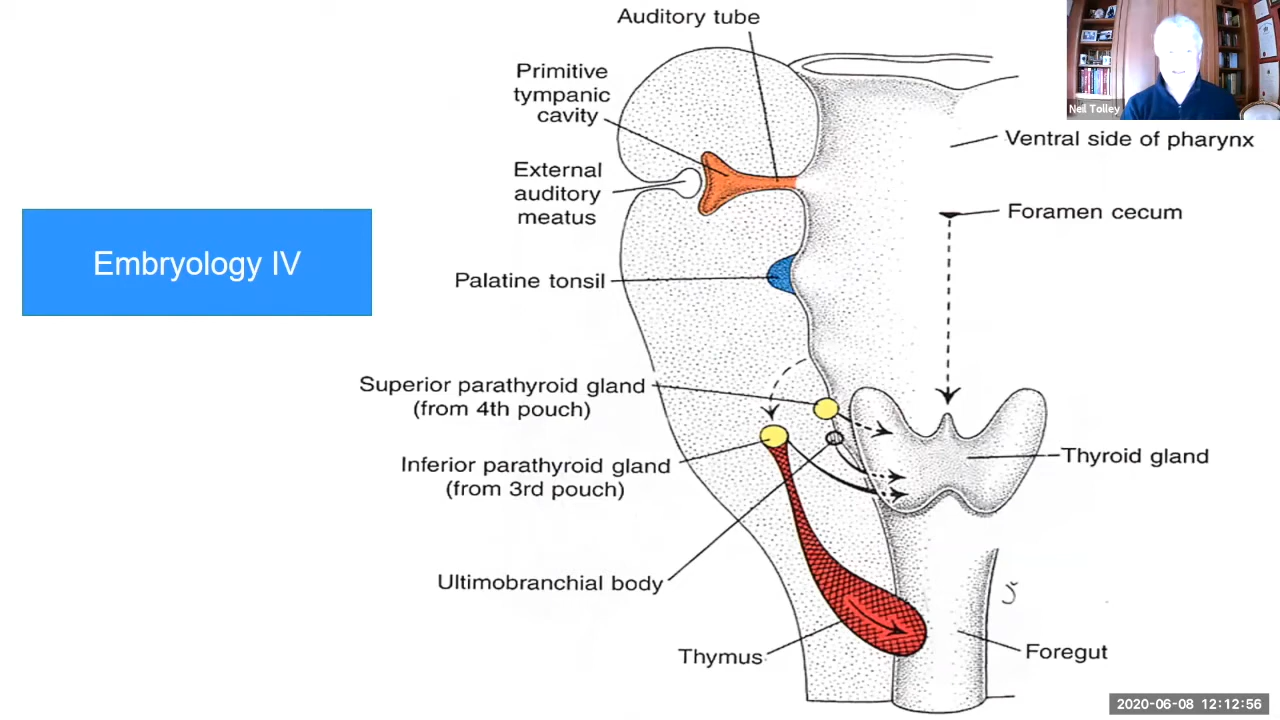 Auditory tube
Primitive
tympanic
cavity
Neil Tolley
Ventral side of pharynx
External
auditory
meatus
Foramen cecum
Embryology IV
Palatine tonsil
Superior parathyroid gland
(from 4th pouch)
Inferior parathyroid gland
(from 3rd pouch)
Thyroid gland
Ultimobranchial body
Thymus
Foregut
2020-06-08 12:12:56